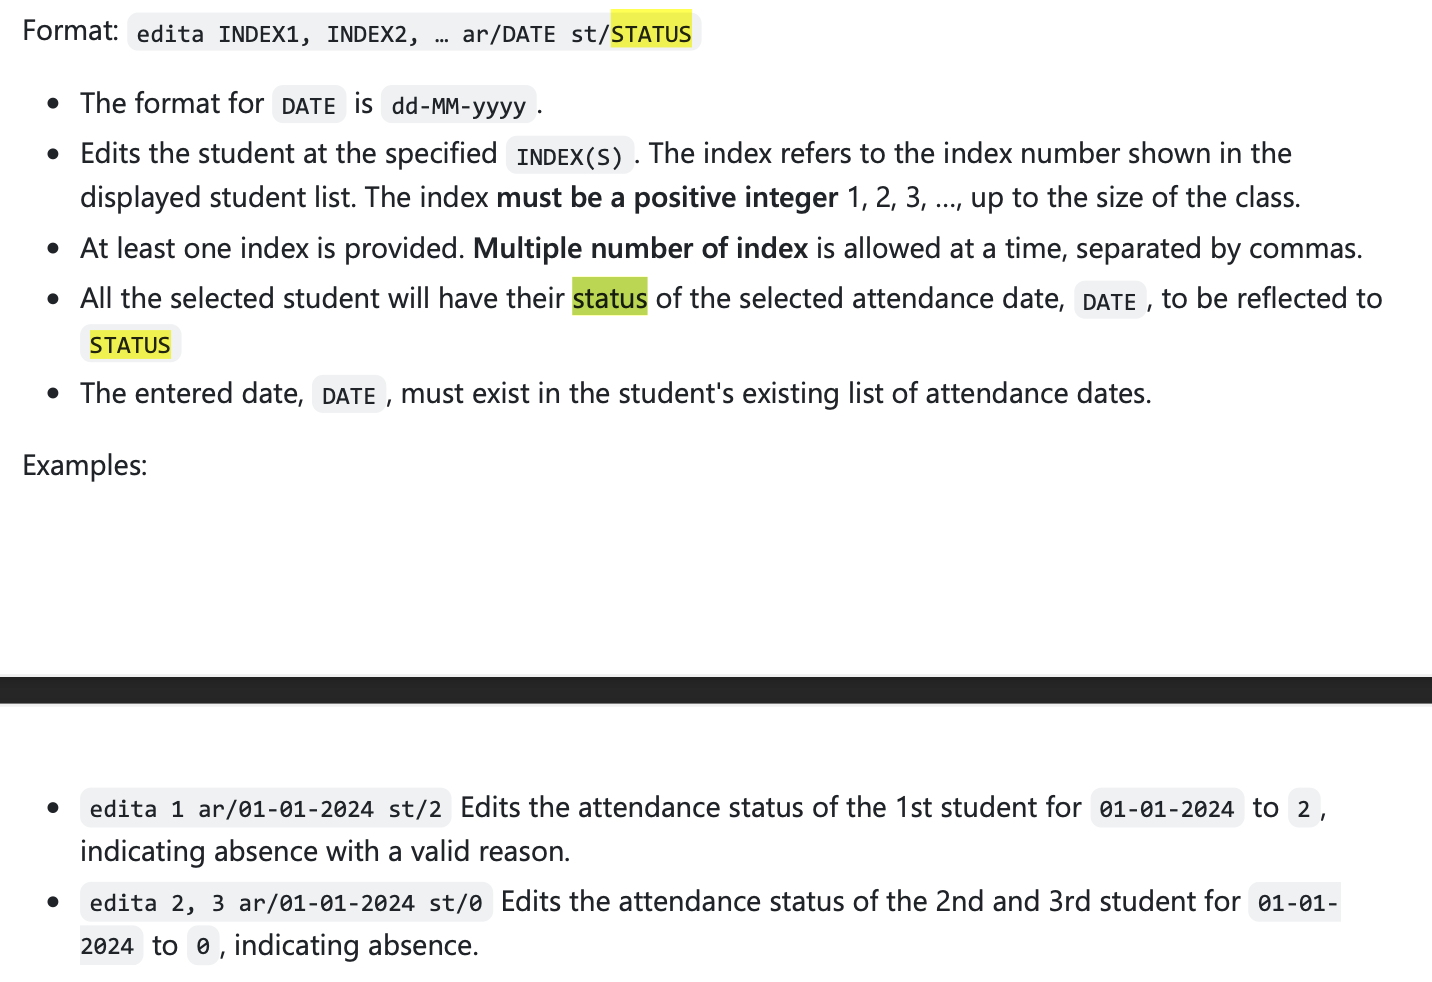 Format: edita INDEX1, INDEX2, … ar/DATE st/STATUS
• The format for DATE is dd-MM-yyyy.
• Edits the student at the specified INDEX(S). The index refers to the index number shown in the
displayed student list. The index must be a positive integer 1, 2, 3, …, up to the size of the class.
• At least one index is provided. Multiple number of index is allowed at a time, separated by commas.
• All the selected student will have their status of the selected attendance date, DATE, to be reflected to
STATUS
• The entered date, DATE, must exist in the student's existing list of attendance dates.
Examples:
• edita 1 ar/01-01-2024 st/2 Edits the attendance status of the 1st student for 01-01-2024 to 2,
indicating absence with a valid reason.
• edita 2, 3 ar/01-01-2024 st/0 Edits the attendance status of the 2nd and 3rd student for 01-01-
2024 to 0, indicating absence.